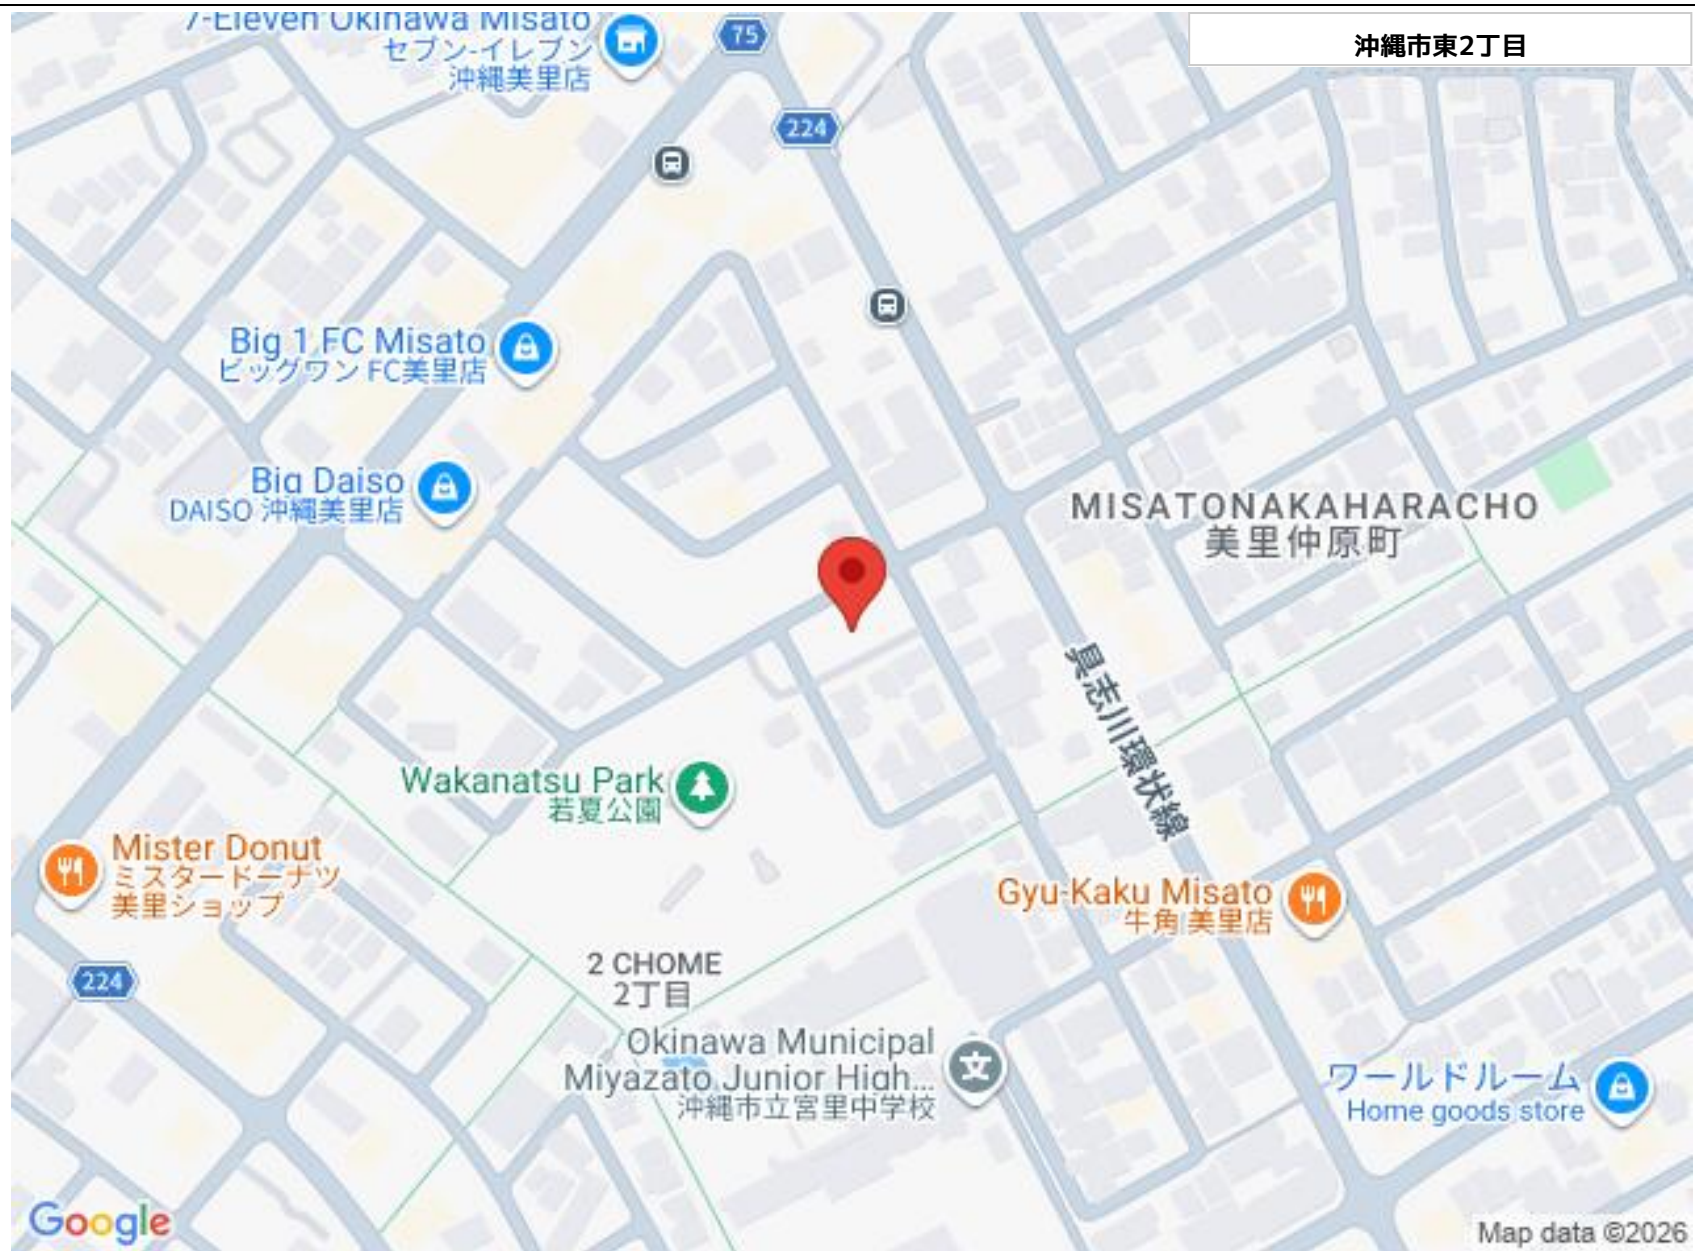 7-Eleven Okinawa Misato
セブン-イレブン
沖縄美里店
75
沖縄市東2丁目
224
Big 1 FC Misato
ビッグワン FC美里店
Big Daiso
DAISO 沖縄美里店
MISATONAKAHARACHO
美里仲原町
具志川環状線
Wakanatsu Park
若夏公園
Mister Donut
ミスタードーナツ
美里ショップ
Gyu-Kaku Misato
牛角 美里店
224
2 CHOME
2丁目
Okinawa Municipal
Miyazato Junior High...
沖縄市立宮里中学校
文
ワールドルーム
Home goods store
Google
Map data ©2026